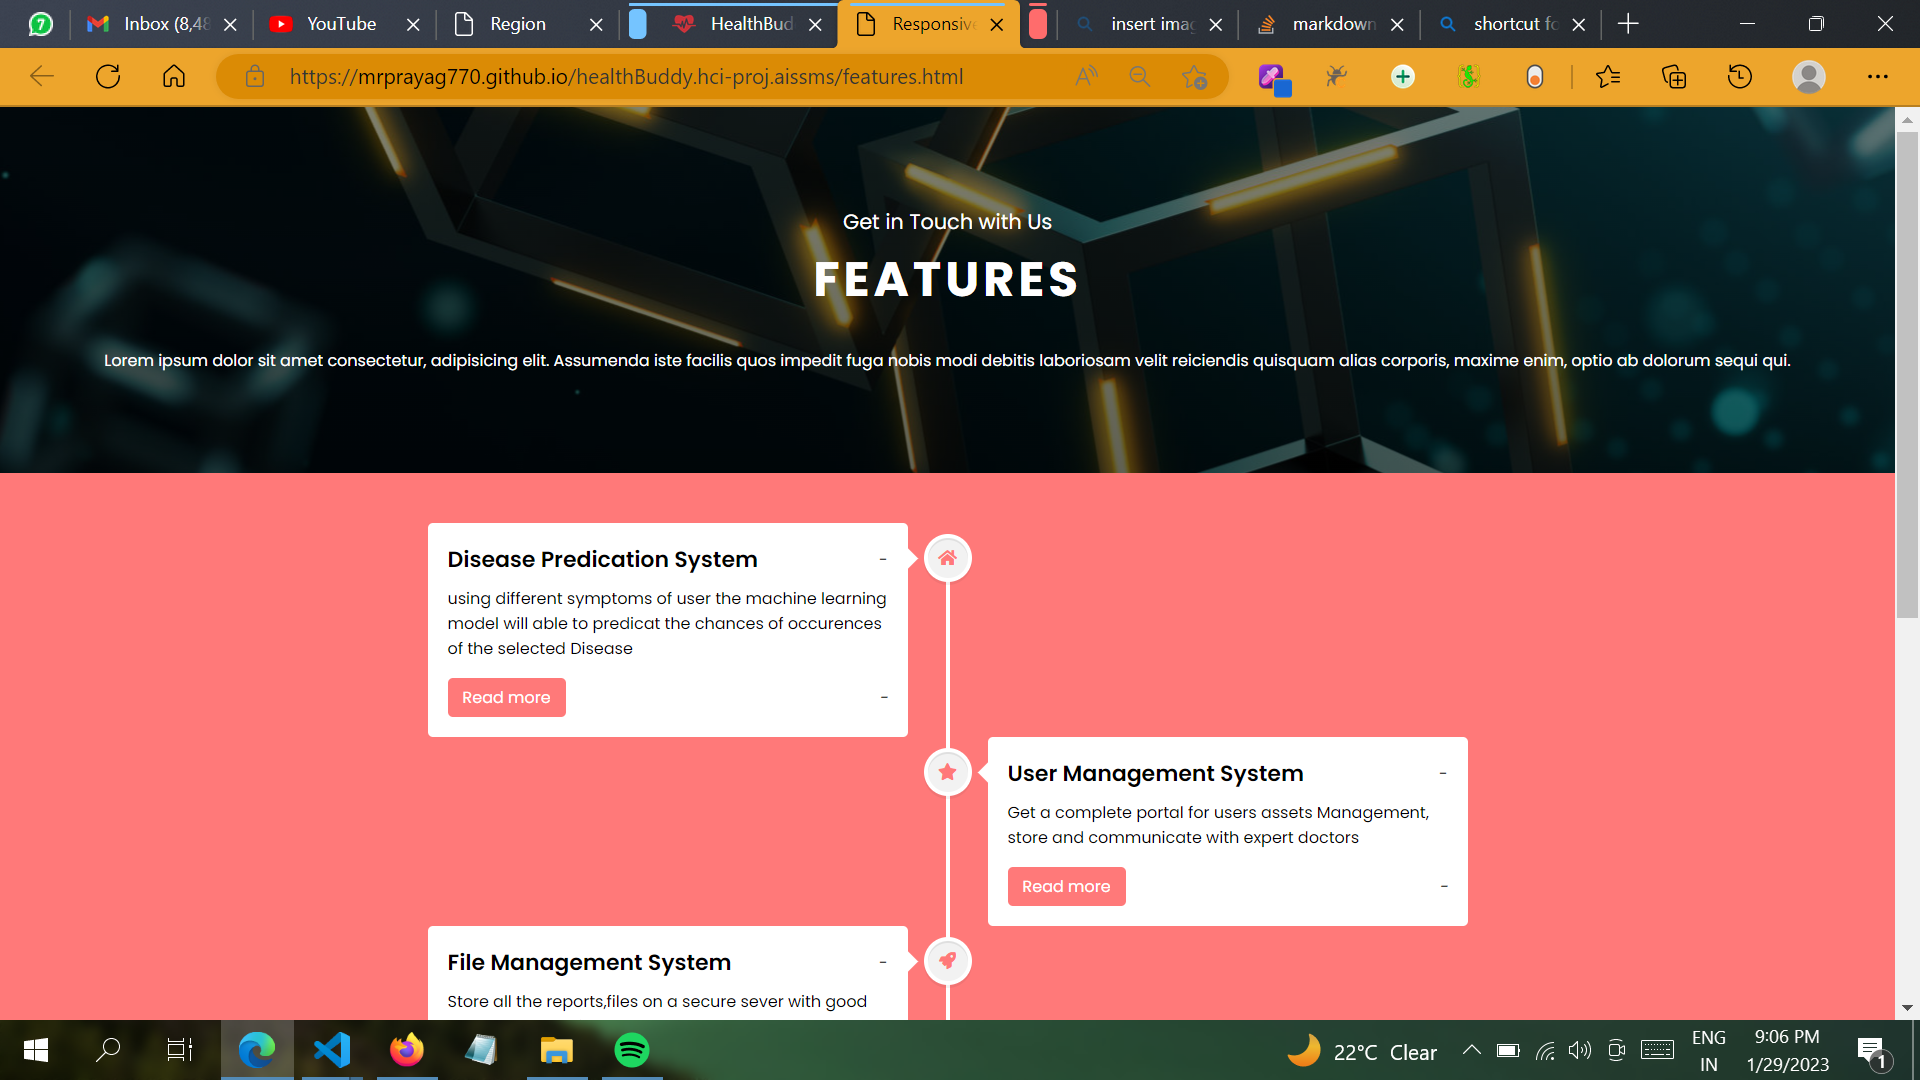 7
Inbox (8,48
YouTube
Region
HealthBud
Responsive
insert imag
markdown
shortcut fo
https://mrprayag770.github.io/healthBuddy.hci-proj.aissms/features.html
Get in Touch with Us
FEATURES
Lorem ipsum dolor sit amet consectetur, adipisicing elit. Assumenda iste facilis quos impedit fuga nobis modi debitis laboriosam velit reiciendis quisquam alias corporis, maxime enim, optio ab dolorum sequi qui.
Disease Predication System -
using different symptoms of user the machine learning
model will able to predicat the chances of occurences
of the selected Disease
Read more -
User Management System -
Get a complete portal for users assets Management,
store and communicate with expert doctors
Read more -
File Management System -
Store all the reports,files on a secure sever with good
22°C Clear
ENG
IN
9:06 PM
1/29/2023
1